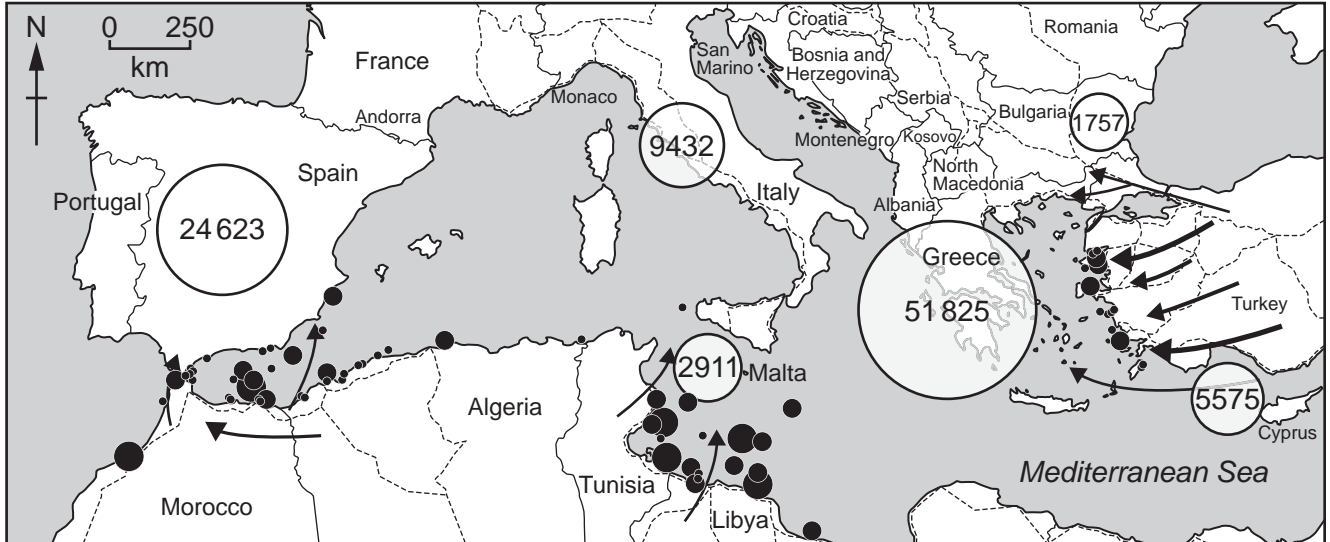 N
0 250
km
France
Andorra
Monaco
Portugal
Spain
24 623
San
Marino
Croatia
Bosnia and
Herzegovina
Romania
Serbia
Bulgaria
1757
Montenegro
Kosovo
North
Macedonia
Albania
9432
Italy
Greece
51 825
Turkey
2911
Malta
5575
Cyprus
Algeria
Tunisia
Morocco
Libya
Mediterranean Sea